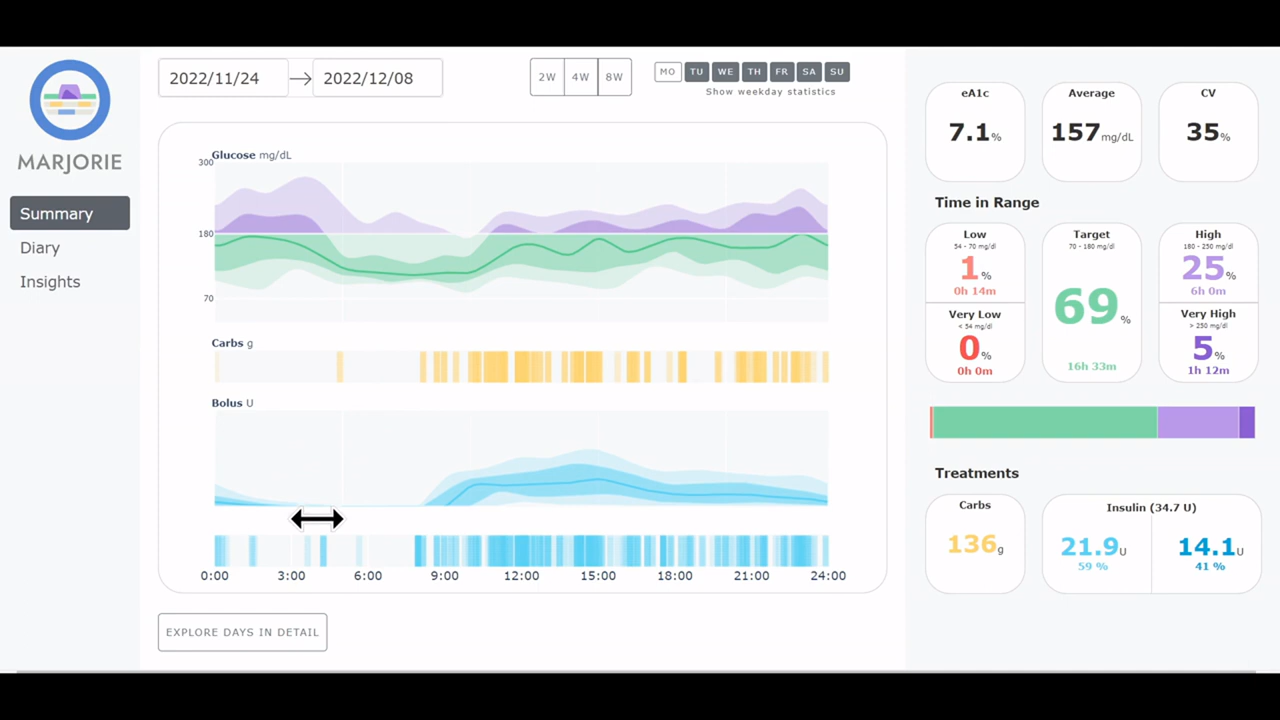 MARJORIE
Summary
Diary
Insights
2022/11/24
2022/12/08
2W 4W 8W
MO TU WE TH FR SA SU
Show weekday statistics
Glucose mg/dL
300
180
70
Carbs g
Bolus U
0:00 3:00 6:00 9:00 12:00 15:00 18:00 21:00 24:00
EXPLORE DAYS IN DETAIL
eA1c
7.1%
Average
157 mg/dL
CV
35%
Time in Range
Low
54 - 70 mg/dl
1%
0h 14m
Very Low
< 54 mg/dl
0%
0h 0m
Target
70 - 180 mg/dl
69%
16h 33m
High
180 - 250 mg/dl
25%
6h 0m
Very High
> 250 mg/dl
5%
1h 12m
Treatments
Carbs
136g
Insulin (34.7 U)
21.9U
59 %
14.1U
41 %